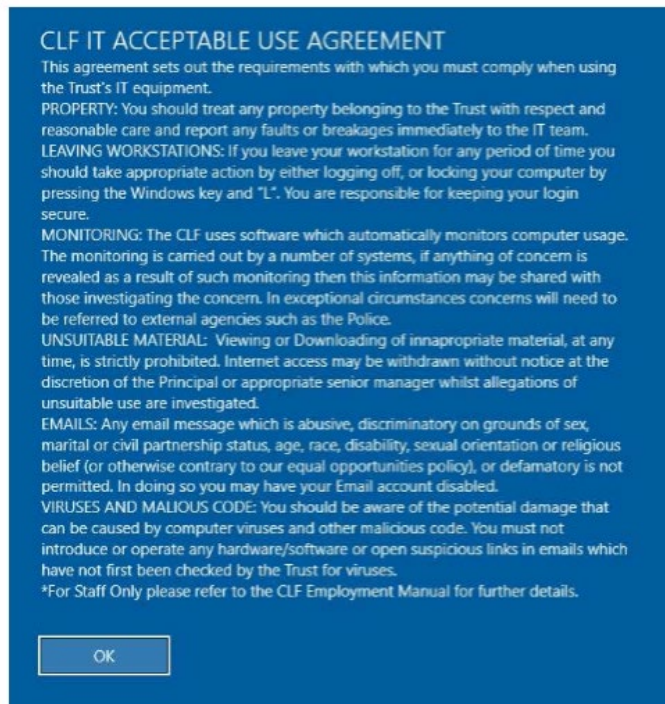 CLF IT ACCEPTABLE USE AGREEMENT
This agreement sets out the requirements with which you must comply when using
the Trust's IT equipment.
PROPERTY: You should treat any property belonging to the Trust with respect and
reasonable care and report any faults or breakages immediately to the IT team.
LEAVING WORKSTATIONS: If you leave your workstation for any period of time you
should take appropriate action by either logging off, or locking your computer by
pressing the Windows key and "L". You are responsible for keeping your login
secure.
MONITORING: The CLF uses software which automatically monitors computer usage.
The monitoring is carried out by a number of systems, if anything of concern is
revealed as a result of such monitoring then this information may be shared with
those investigating the concern. In exceptional circumstances concerns will need to
be referred to external agencies such as the Police.
UNSUITABLE MATERIAL:  Viewing or Downloading of innapropriate material, at any
time, is strictly prohibited. Internet access may be withdrawn without notice at the
discretion of the Principal or appropriate senior manager whilst allegations of
unsuitable use are investigated.
EMAILS: Any email message which is abusive, discriminatory on grounds of sex,
marital or civil partnership status, age, race, disability, sexual orientation or religious
belief (or otherwise contrary to our equal opportunities policy), or defamatory is not
permitted. In doing so you may have your Email account disabled.
VIRUSES AND MALIOUS CODE: You should be aware of the potential damage that
can be caused by computer viruses and other malicious code. You must not
introduce or operate any hardware/software or open suspicious links in emails which
have not first been checked by the Trust for viruses.
*For Staff Only please refer to the CLF Employment Manual for further details.
OK